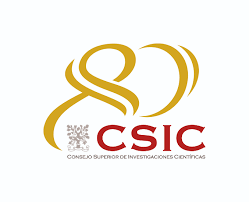 80
CSIC
CONSEJO SUPERIOR DE INVESTIGACIONES CIENTÍFICAS